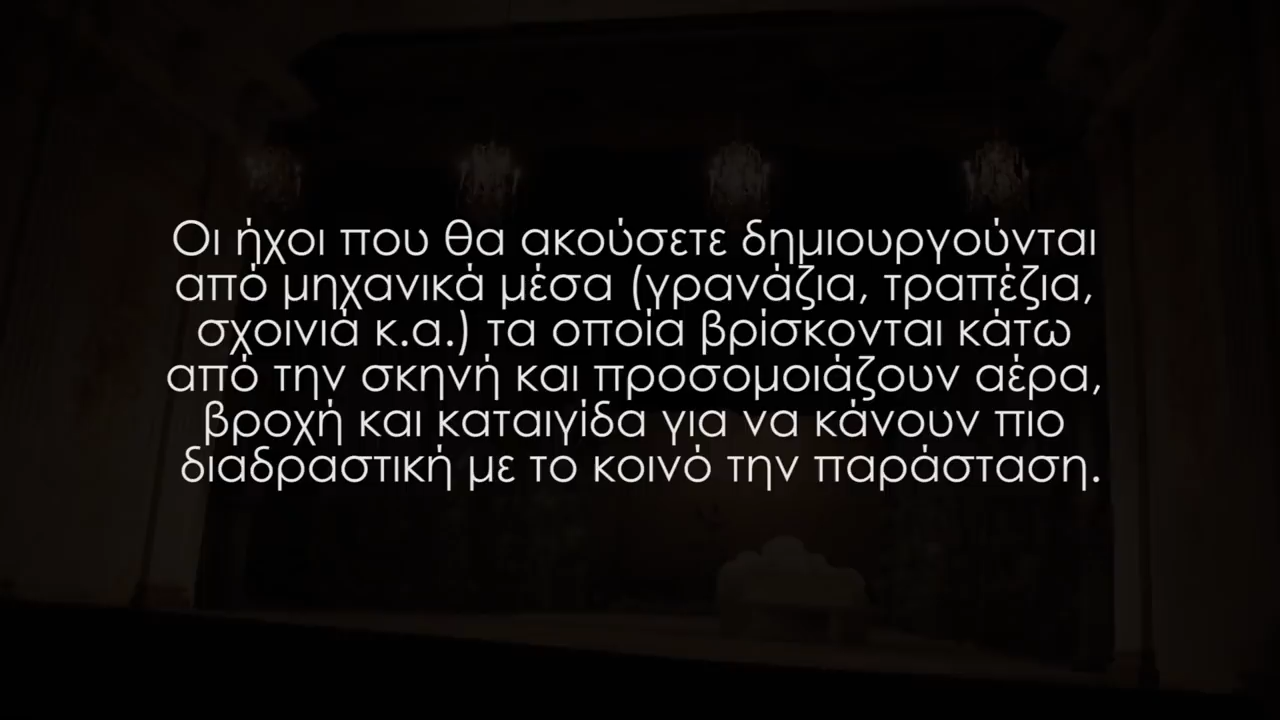 Οι ήχοι που θα ακούσετε δημιουργούνται
από μηχανικά μέσα (γρανάζια, τραπέζια,
σχοινιά κ.α.) τα οποία βρίσκονται κάτω
από την σκηνή και προσομοιάζουν αέρα,
βροχή και καταιγίδα για να κάνουν πιο
διαδραστική με το κοινό την παράσταση.